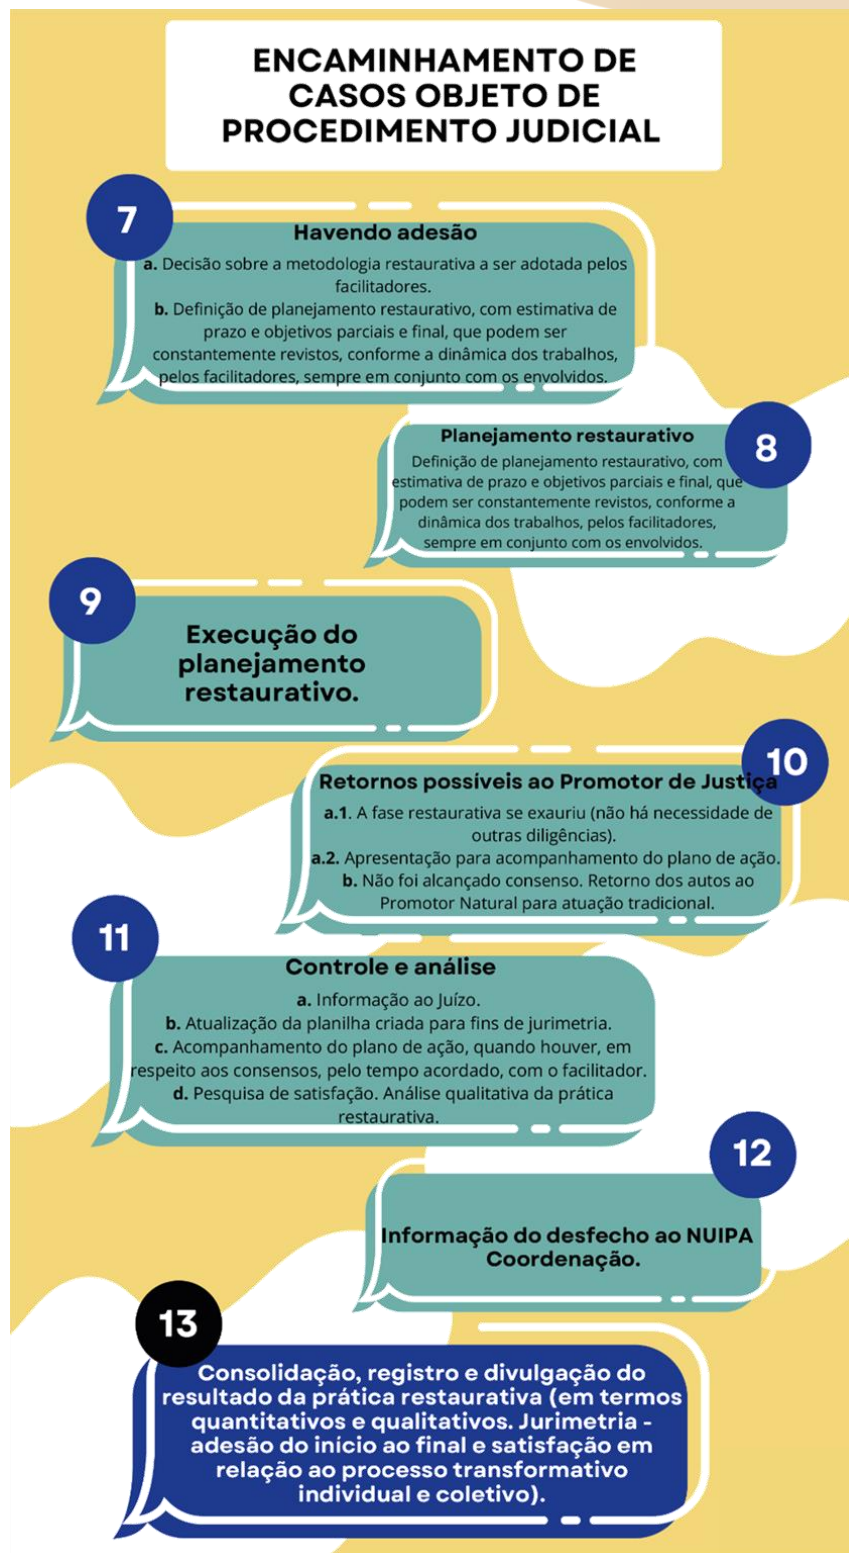 ENCAMINHAMENTO DE
CASOS OBJETO DE
PROCEDIMENTO JUDICIAL
7
Havendo adesão
a. Decisão sobre a metodologia restaurativa a ser adotada pelos
facilitadores.
b. Definição de planejamento restaurativo, com estimativa de
prazo e objetivos parciais e final, que podem ser
constantemente revistos, conforme a dinâmica dos trabalhos,
pelos facilitadores, sempre em conjunto com os envolvidos.
8
Planejamento restaurativo
Definição de planejamento restaurativo, com
estimativa de prazo e objetivos parciais e final, que
podem ser constantemente revistos, conforme a
dinâmica dos trabalhos, pelos facilitadores,
sempre em conjunto com os envolvidos.
9
Execução do
planejamento
restaurativo.
10
Retornos possíveis ao Promotor de Justiça
a.1. A fase restaurativa se exauriu (não há necessidade de
outras diligências).
a.2. Apresentação para acompanhamento do plano de ação.
b. Não foi alcançado consenso. Retorno dos autos ao
Promotor Natural para atuação tradicional.
11
Controle e análise
a. Informação ao Juízo.
b. Atualização da planilha criada para fins de jurimetria.
c. Acompanhamento do plano de ação, quando houver, em
respeito aos consensos, pelo tempo acordado, com o facilitador.
d. Pesquisa de satisfação. Análise qualitativa da prática
restaurativa.
12
Informação do desfecho ao NUIPA
Coordenação.
13
Consolidação, registro e divulgação do
resultado da prática restaurativa (em termos
quantitativos e qualitativos. Jurimetria -
adesão do início ao final e satisfação em
relação ao processo transformativo
individual e coletivo).